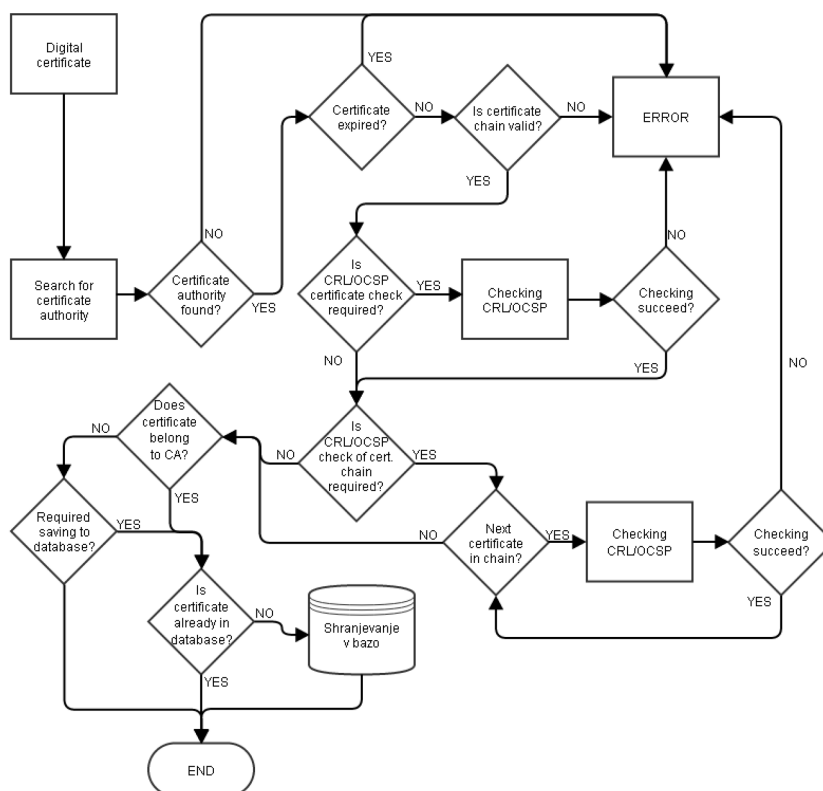 Digital
certificate
YES
Certificate
expired?
NO
Is certificate
chain valid?
NO
ERROR
YES
NO
Search for
certificate
authority
Certificate
authority
found?
YES
Is
CRL/OCSP
certificate check
required?
YES
Checking
CRL/OCSP
Checking
succeed?
NO
NO
YES
NO
Does
certificate
belong
to CA?
NO
NO
Is
CRL/OCSP
check of cert.
chain
required?
YES
YES
Required
saving to
database?
YES
NO
Next
certificate
in chain?
YES
Checking
CRL/OCSP
Checking
succeed?
YES
Is
certificate
already in
database?
NO
Shranjevanje
v bazo
YES
END